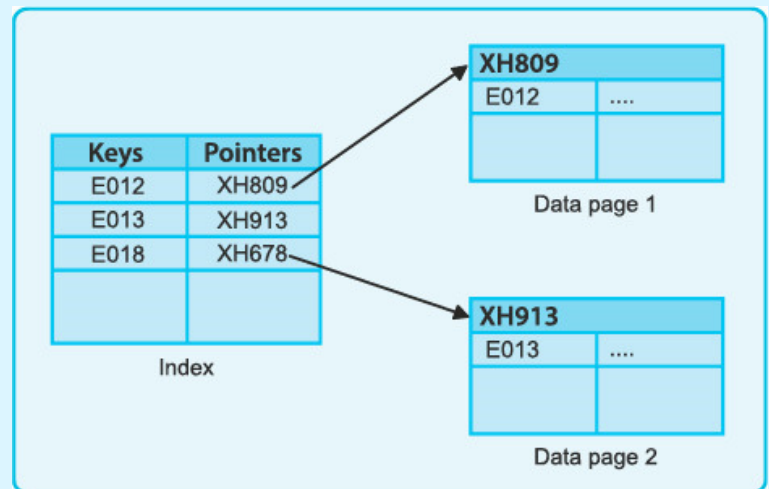 XH809
E012 ....
Data page 1
Keys Pointers
E012 XH809
E013 XH913
E018 XH678
Index
XH913
E013 ....
Data page 2